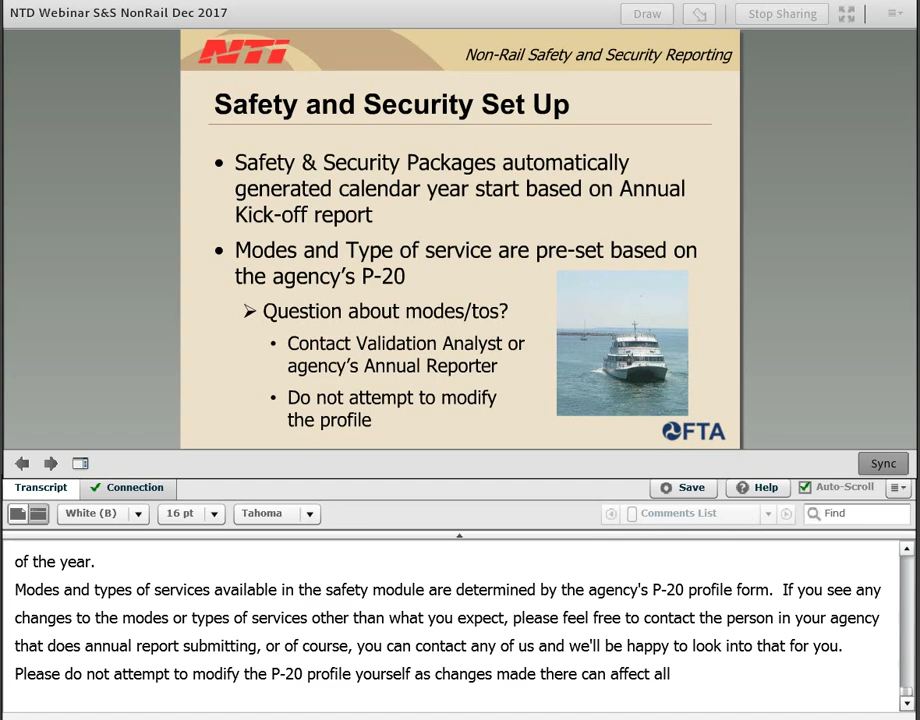 NTD Webinar S&S NonRail Dec 2017
Draw
Stop Sharing
NTI
Non-Rail Safety and Security Reporting
Safety and Security Set Up
• Safety & Security Packages automatically
generated calendar year start based on Annual
Kick-off report
• Modes and Type of service are pre-set based on
the agency's P-20
➢ Question about modes/tos?
• Contact Validation Analyst or
agency's Annual Reporter
• Do not attempt to modify
the profile
FTA
Sync
Transcript
Connection
Save
Help
Auto-Scroll
White (B)
16 pt
Tahoma
Comments List
Find
of the year.
Modes and types of services available in the safety module are determined by the agency's P-20 profile form.  If you see any
changes to the modes or types of services other than what you expect, please feel free to contact the person in your agency
that does annual report submitting, or of course, you can contact any of us and we'll be happy to look into that for you.
Please do not attempt to modify the P-20 profile yourself as changes made there can affect all